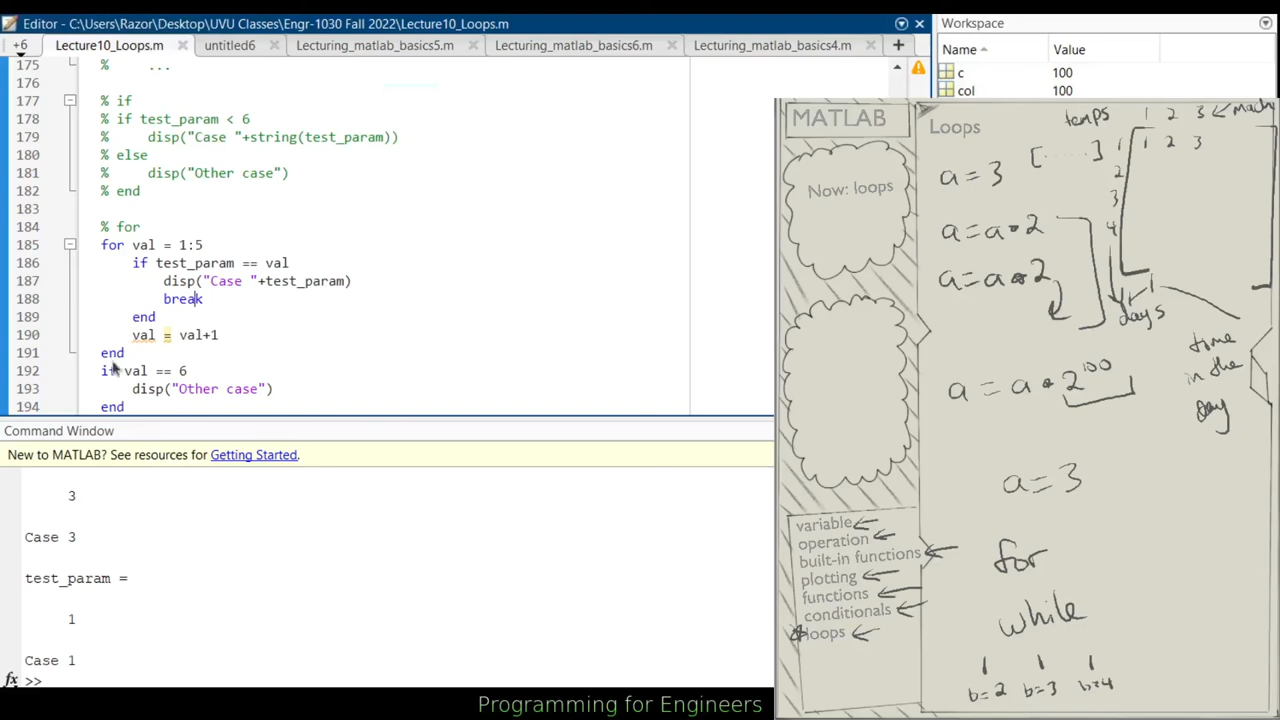 Editor - C:\Users\Razor\Desktop\UVU Classes\Engr-1030 Fall 2022\Lecture10_Loops.m
+6 Lecture10_Loops.m untitled6 Lecturing_matlab_basics5.m Lecturing_matlab_basics6.m Lecturing_matlab_basics4.m
175 % ...
176
177 % if
178 % if test_param < 6
179 % disp("Case "+string(test_param))
180 % else
181 % disp("Other case")
182 % end
183
184 % for
185 for val = 1:5
186 if test_param == val
187 disp("Case "+test_param)
188 break
189 end
190 val = val+1
191 end
192 if val == 6
193 disp("Other case")
194 end
Command Window
New to MATLAB? See resources for Getting Started.
3
Case 3
test_param =
1
Case 1
fx >>
Workspace
Name Value
c 100
col 100
MATLAB
Now: loops
variable
operation
built-in functions
plotting
functions
conditionals
loops
Loops
temps
1 2 3
[.....]
1 1 2 3
2
3
4
days
time
in the
day
a = 3
a = a * 2
a = a * 2
a = a * 2^100
a = 3
for
while
b=2 b=3 b=4
Programming for Engineers